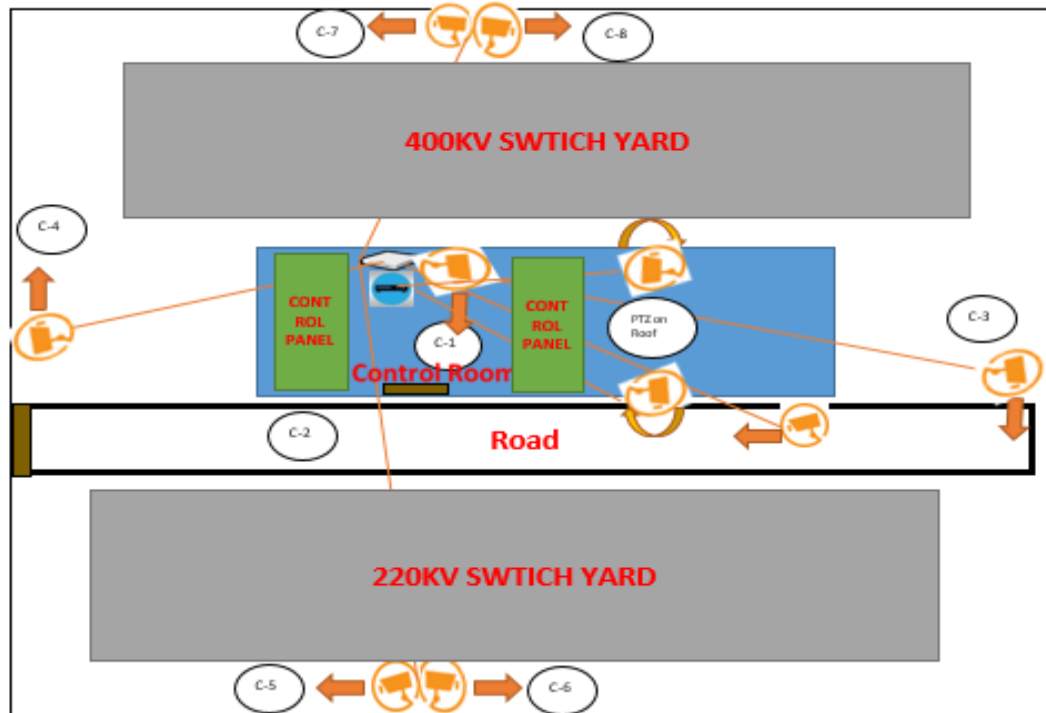 C-7
C-8
400KV SWTICH YARD
C-4
CONT
ROL
PANEL
C-1
CONT
ROL
PANEL
PTZ on
Roof
C-3
Control Room
C-2
Road
220KV SWTICH YARD
C-5
C-6